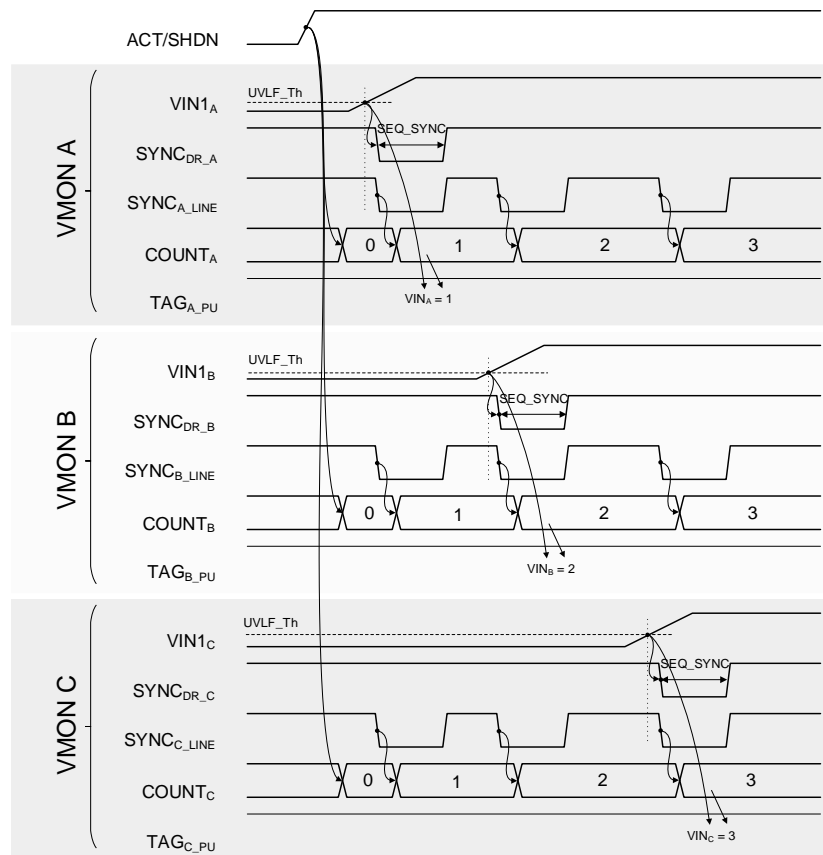 ACT/SHDN
VMON A
UVLF_Th
VIN1A
SEQ_SYNC
SYNCDR_A
SYNCA_LINE
COUNTA 0 1 2 3
TAGA_PU
VINA = 1
VMON B
UVLF_Th
VIN1B
SEQ_SYNC
SYNCDR_B
SYNCB_LINE
COUNTB 0 1 2 3
TAGB_PU
VINB = 2
VMON C
UVLF_Th
VIN1C
SEQ_SYNC
SYNCDR_C
SYNCC_LINE
COUNTC 0 1 2 3
TAGC_PU
VINC = 3